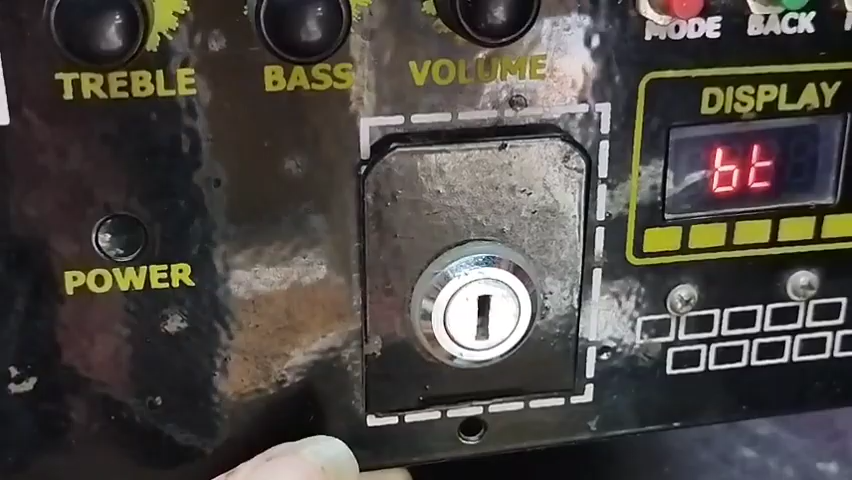 MODE
BACK
TREBLE
BASS
VOLUME
DISPLAY
bt
POWER